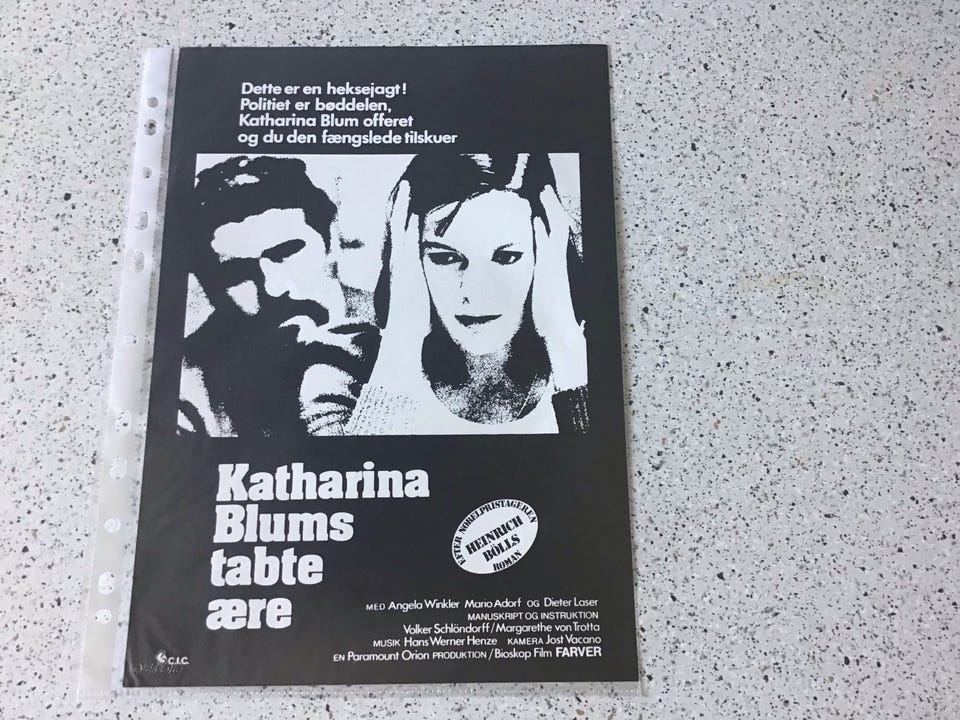 Dette er en heksejagt!
Politiet er bøddelen,
Katharina Blum offeret
og du den fængslede tilskuer
Katharina
Blums
tabte
ære
EFTER NOBELPRISTAGEREN
HEINRICH
BÖLLS
ROMAN
MED Angela Winkler Mario Adorf OG Dieter Laser
MANUSKRIPT OG INSTRUKTION
Volker Schlöndorff/Margarethe von Trotta
MUSIK Hans Werner Henze KAMERA Jost Vacano
EN Paramount Orion PRODUKTION/Bioskop Film FARVER
C.I.C.